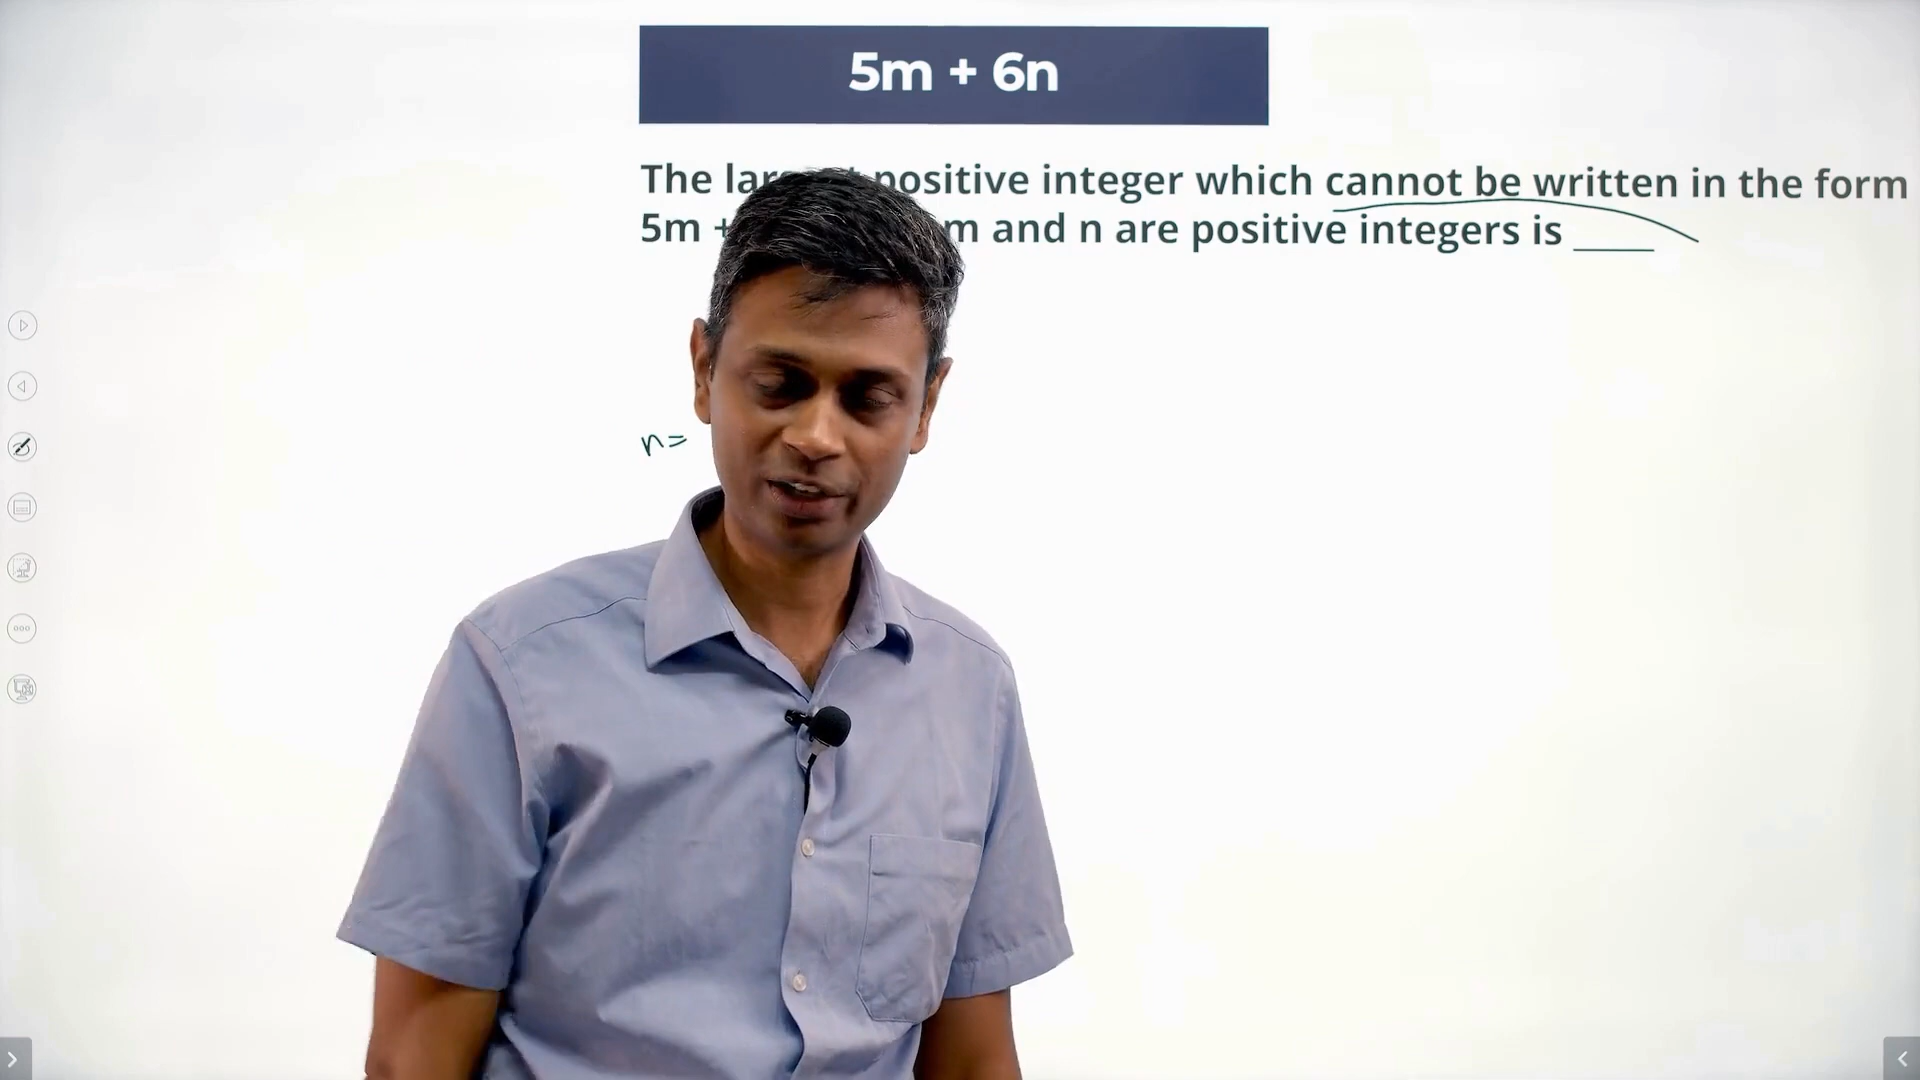 5m + 6n
The positive integer which cannot be written in the form
5m + m and n are positive integers is ____
n=